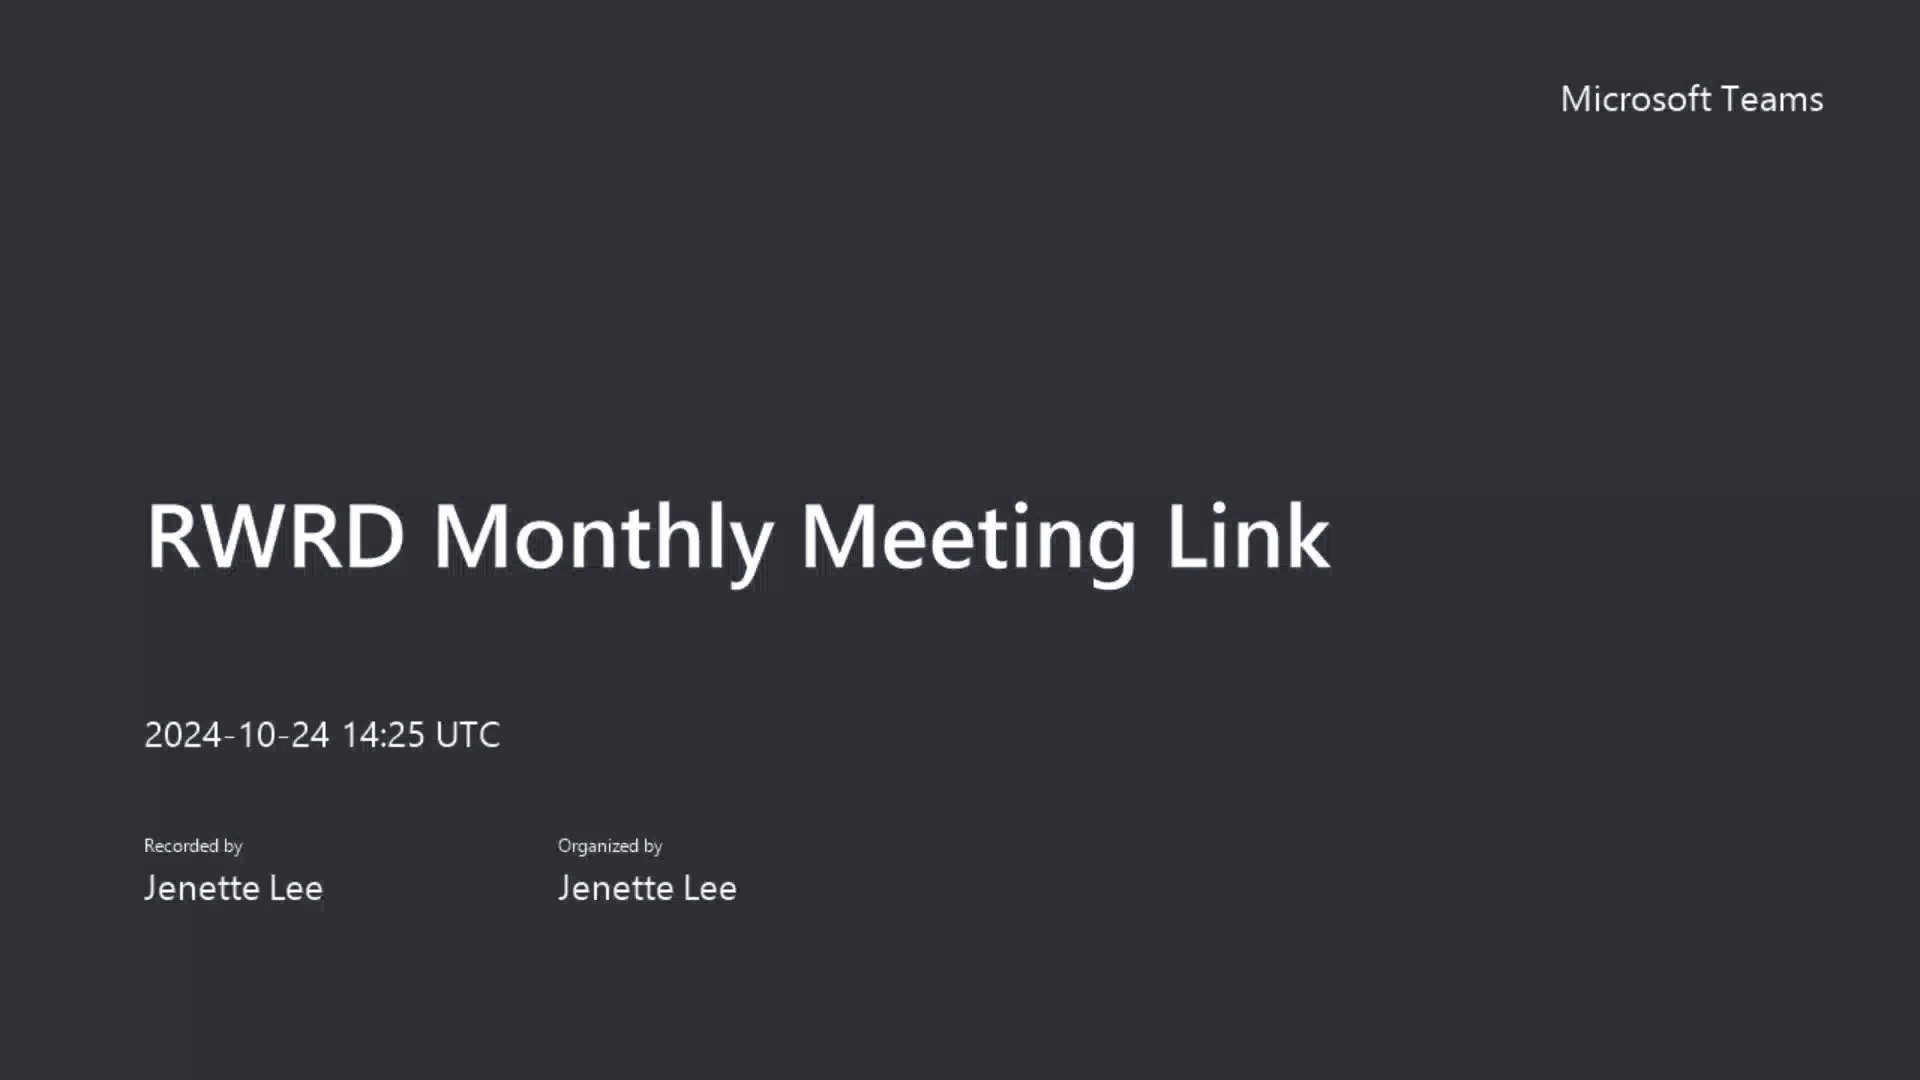 Microsoft Teams
RWRD Monthly Meeting Link
2024-10-24 14:25 UTC
Recorded by
Jenette Lee
Organized by
Jenette Lee